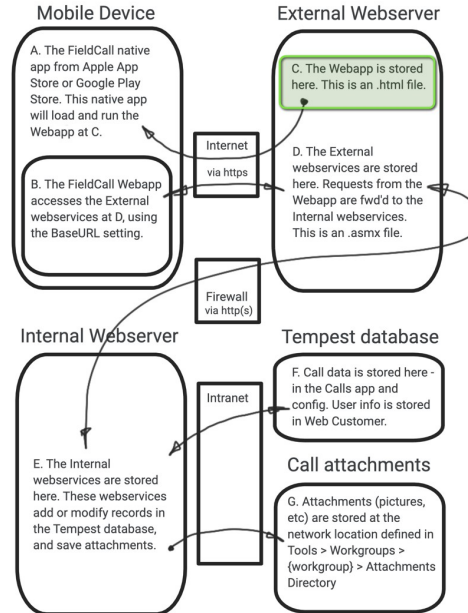 Mobile Device
A. The FieldCall native
app from Apple App
Store or Google Play
Store. This native app
will load and run the
Webapp at C.
B. The FieldCall Webapp
accesses the External
webservices at D, using
the BaseURL setting.
Internet
via https
External Webserver
C. The Webapp is stored
here. This is an .html file.
D. The External
webservices are stored
here. Requests from the
Webapp are fwd'd to the
Internal webservices.
This is an .asmx file.
Firewall
via http(s)
Internal Webserver
E. The Internal
webservices are stored
here. These webservices
add or modify records in
the Tempest database,
and save attachments.
Intranet
Tempest database
F. Call data is stored here -
in the Calls app and
config. User info is stored
in Web Customer.
Call attachments
G. Attachments (pictures,
etc) are stored at the
network location defined in
Tools > Workgroups >
{workgroup} > Attachments
Directory